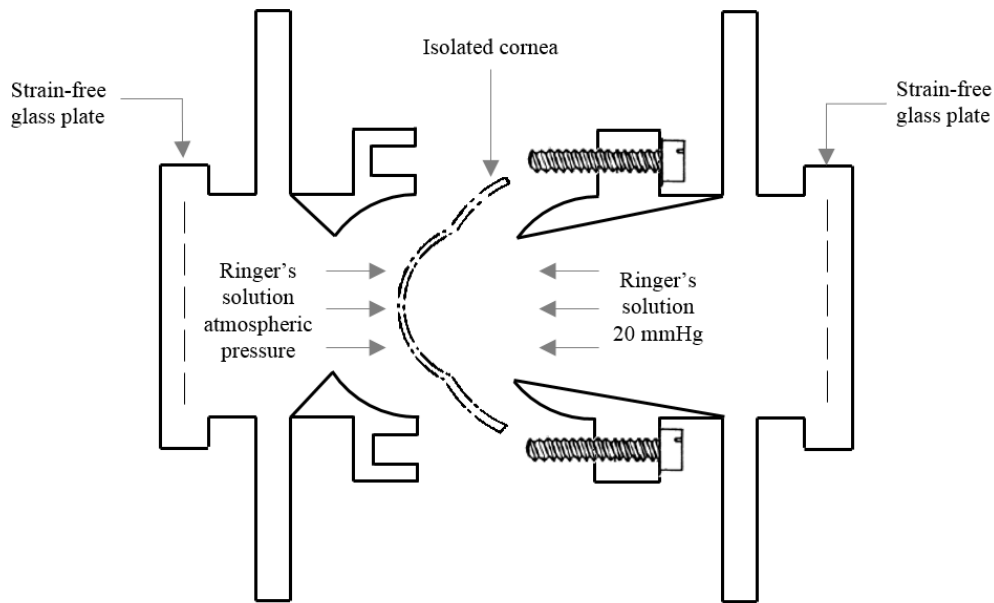 Isolated cornea
Strain-free
glass plate
Strain-free
glass plate
Ringer’s
solution
atmospheric
pressure
Ringer’s
solution
20 mmHg